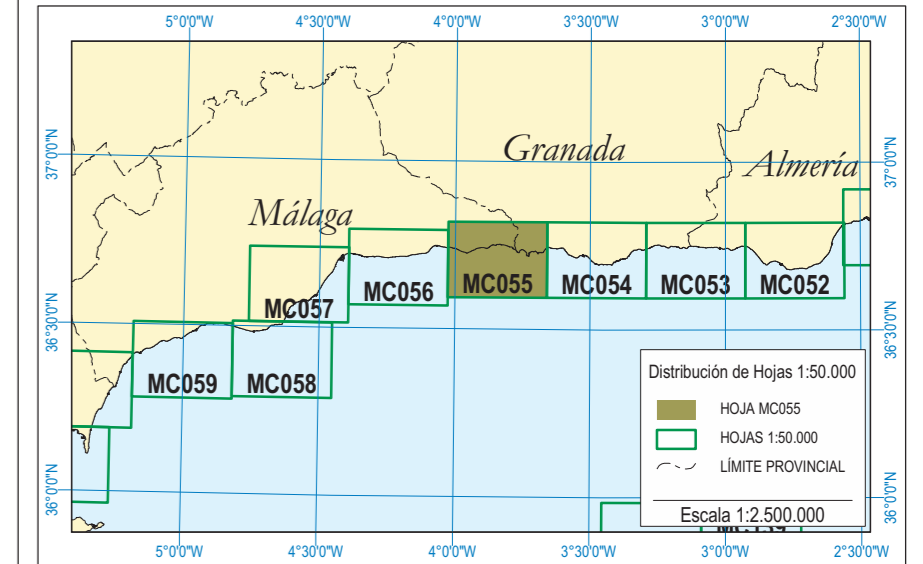 5°0'0"W 4°30'0"W 4°0'0"W 3°30'0"W 3°0'0"W 2°30'0"W
37°0'0"N
37°0'0"N
Granada
Almería
Málaga
MC057
MC056
MC055
MC054
MC053
MC052
36°30'0"N
36°30'0"N
MC059
MC058
Distribución de Hojas 1:50.000
HOJA MC055
HOJAS 1:50.000
LÍMITE PROVINCIAL
Escala 1:2.500.000
36°0'0"N
36°0'0"N
5°0'0"W 4°30'0"W 4°0'0"W 3°30'0"W 3°0'0"W 2°30'0"W